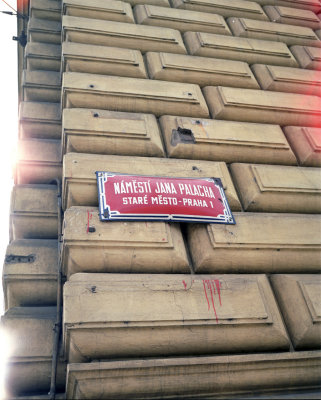 NÁMĚSTÍ JANA PALACHA
STARÉ MĚSTO - PRAHA 1